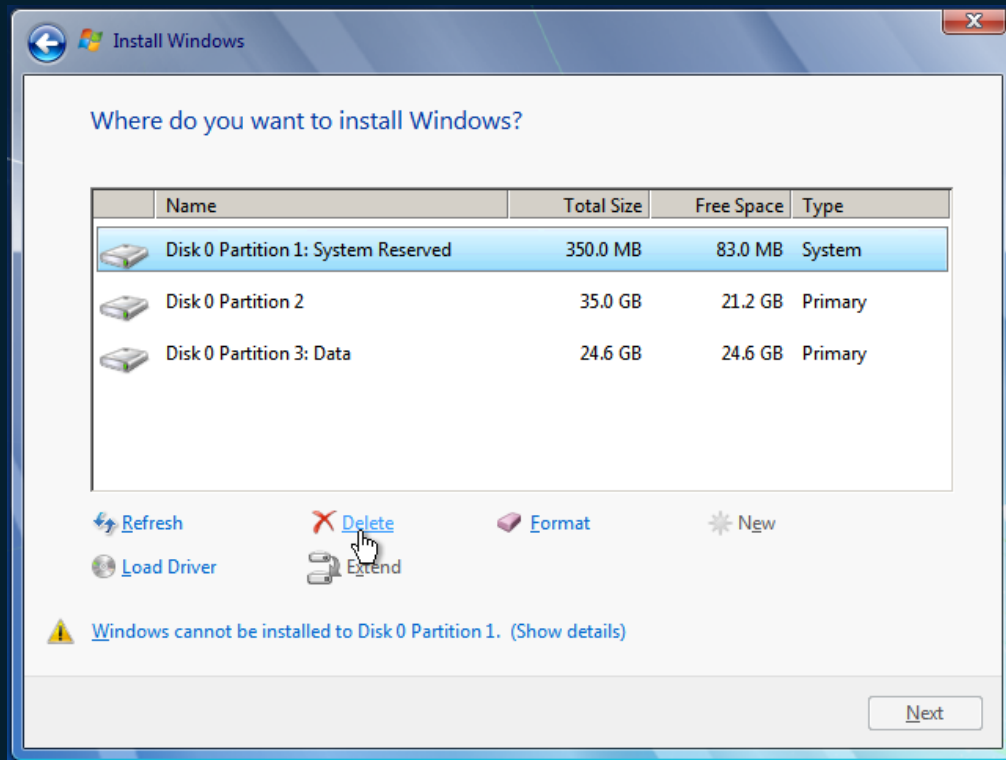 Install Windows
Where do you want to install Windows?
Name Total Size Free Space Type
Disk 0 Partition 1: System Reserved 350.0 MB 83.0 MB System
Disk 0 Partition 2 35.0 GB 21.2 GB Primary
Disk 0 Partition 3: Data 24.6 GB 24.6 GB Primary
Refresh Delete Format New
Load Driver Extend
Windows cannot be installed to Disk 0 Partition 1. (Show details)
Next